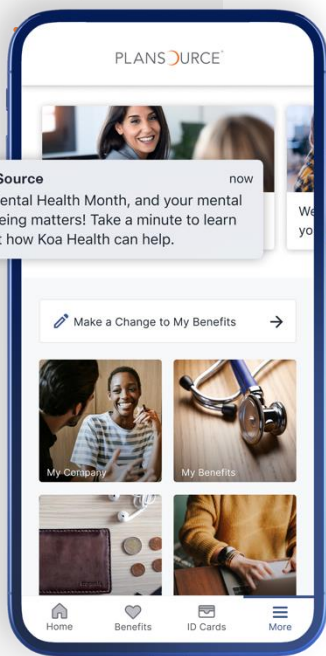 PLANSOURCE
Source
now
ental Health Month, and your mental
eing matters! Take a minute to learn
t how Koa Health can help.
We
yo
Make a Change to My Benefits
My Company
My Benefits
Home
Benefits
ID Cards
More